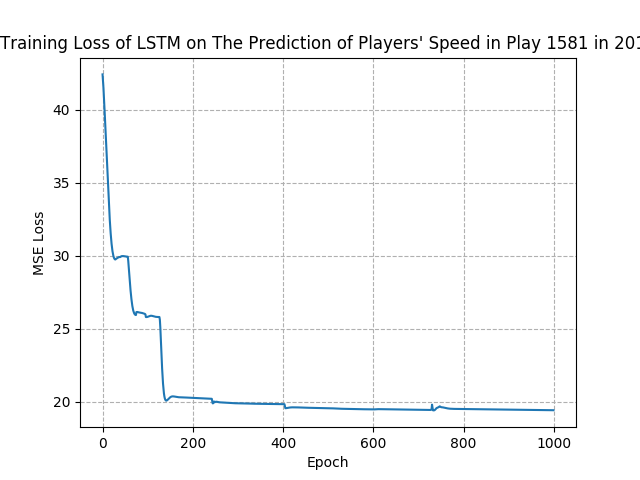 Training Loss of LSTM on The Prediction of Players' Speed in Play 1581 in 201
40
35
30
25
20
MSE Loss
0 200 400 600 800 1000
Epoch